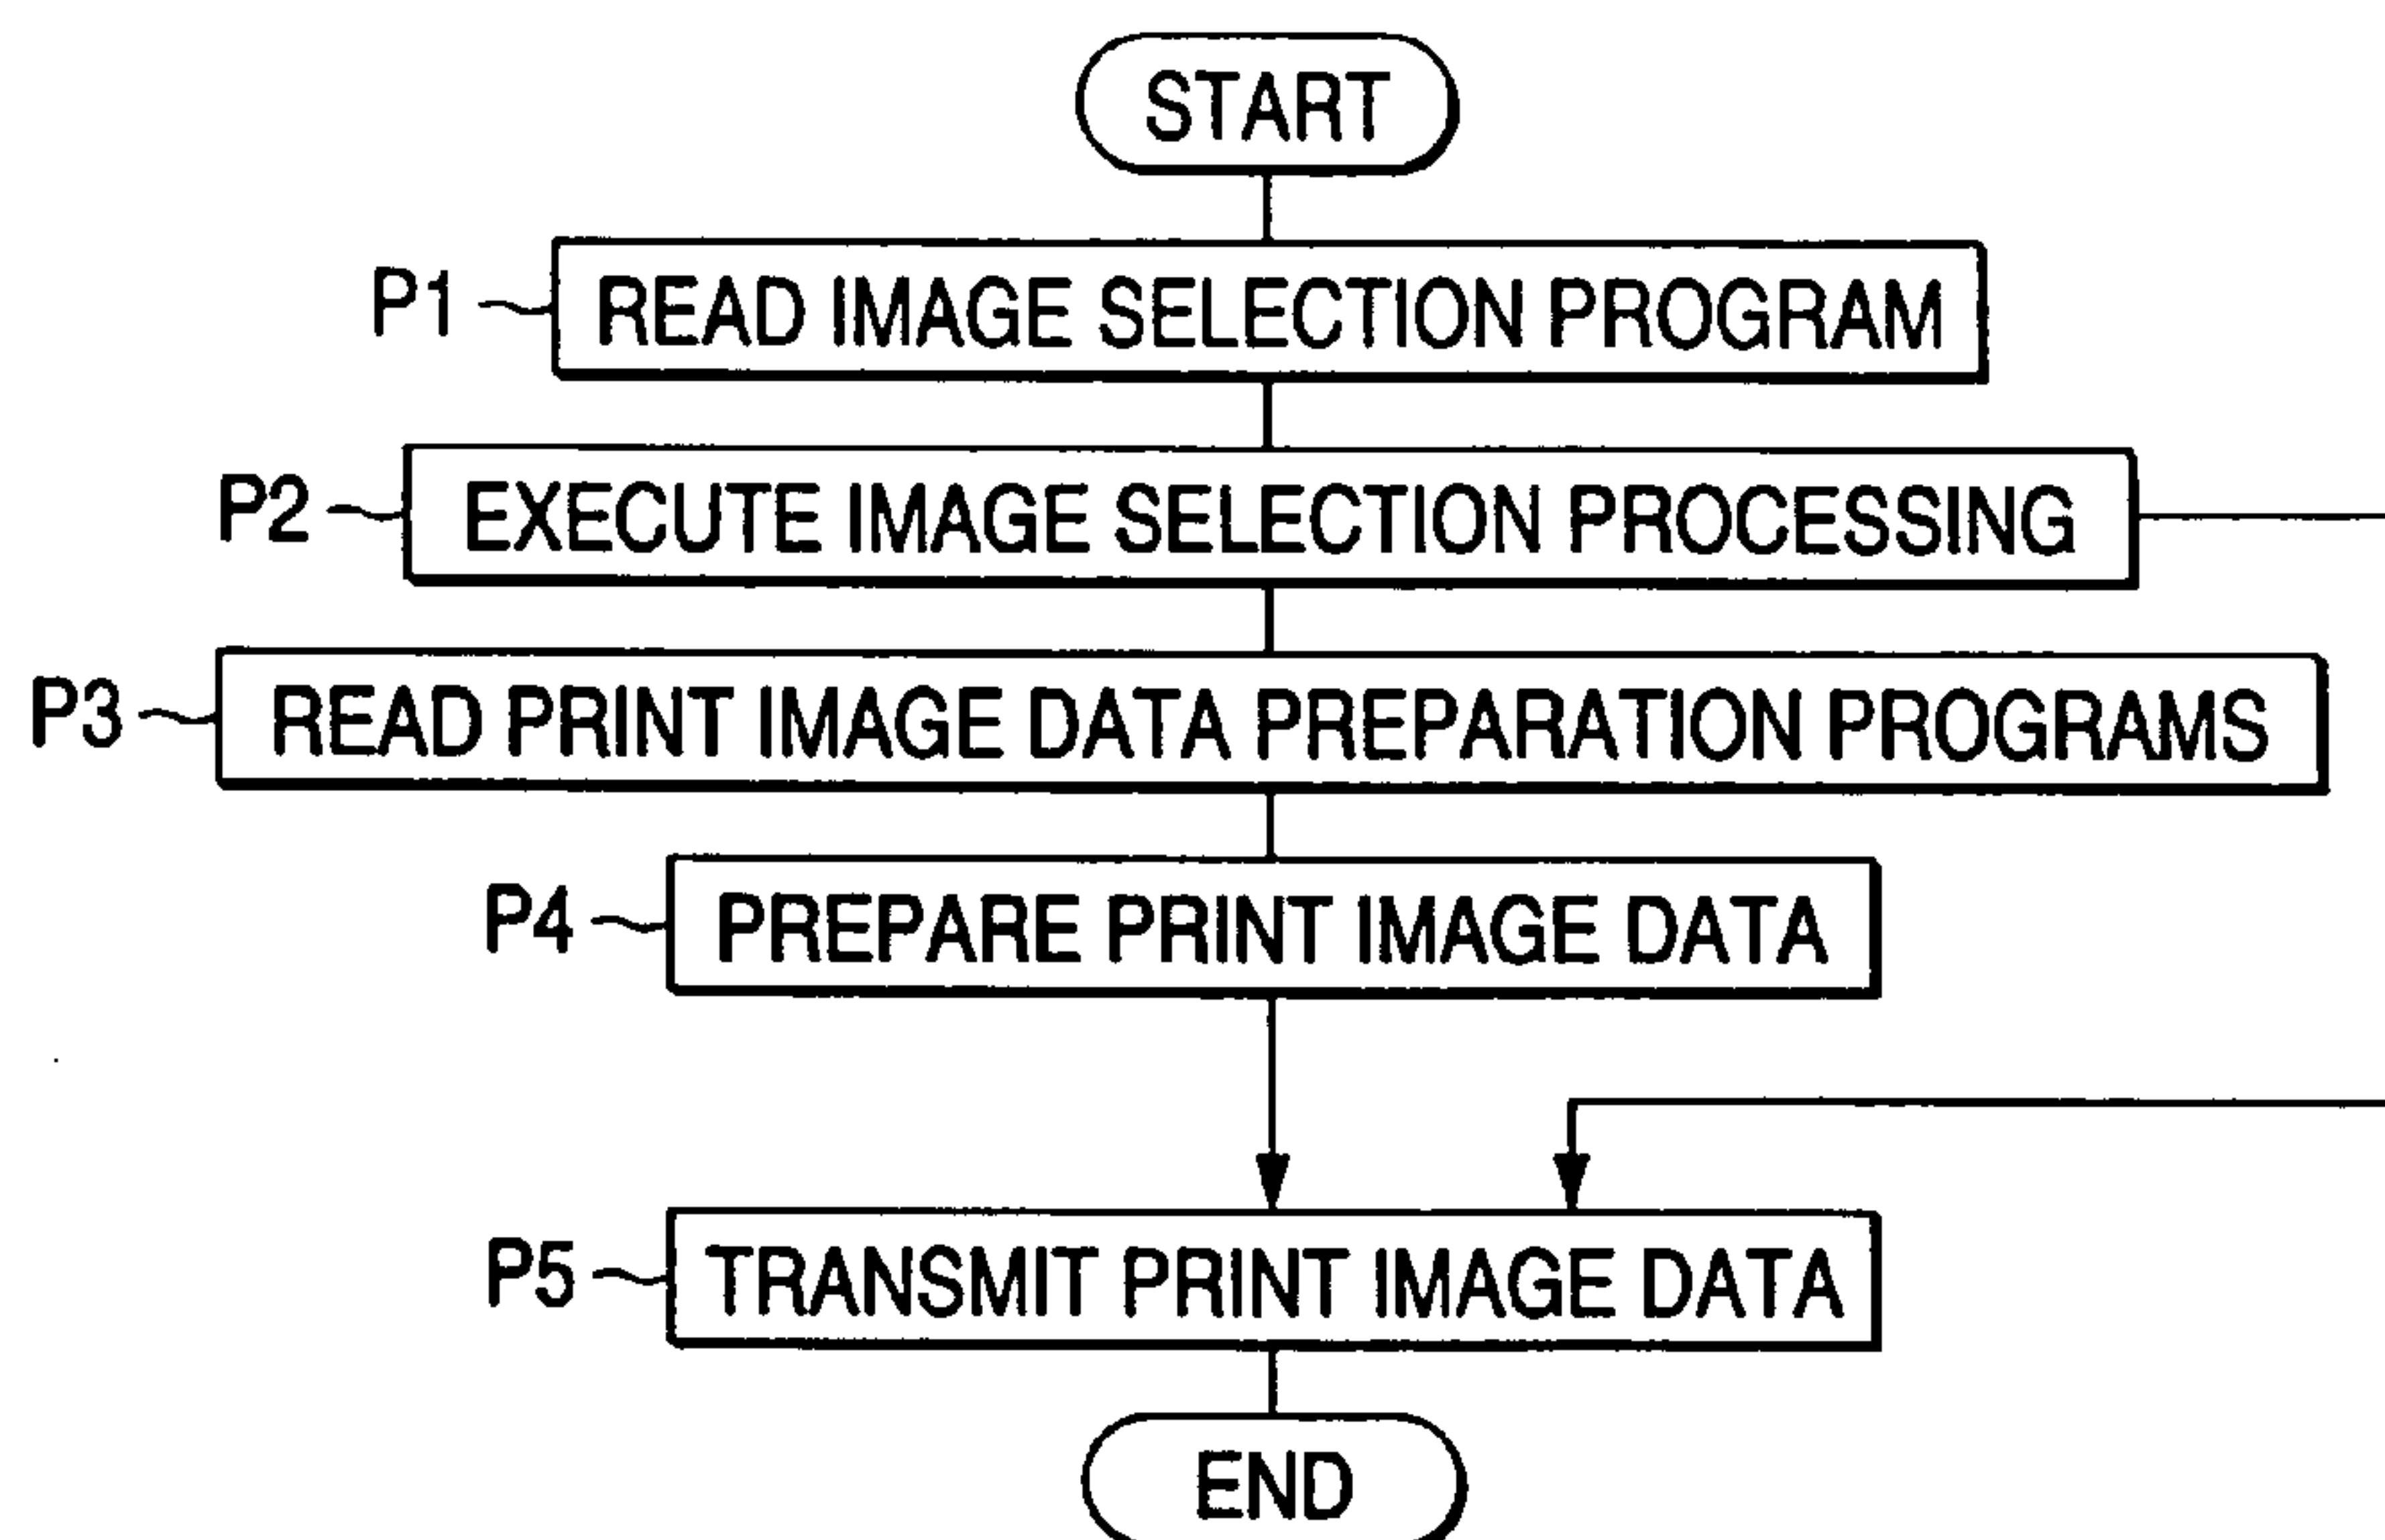 START
P1 READ IMAGE SELECTION PROGRAM
P2 EXECUTE IMAGE SELECTION PROCESSING
P3 READ PRINT IMAGE DATA PREPARATION PROGRAMS
P4 PREPARE PRINT IMAGE DATA
P5 TRANSMIT PRINT IMAGE DATA
END